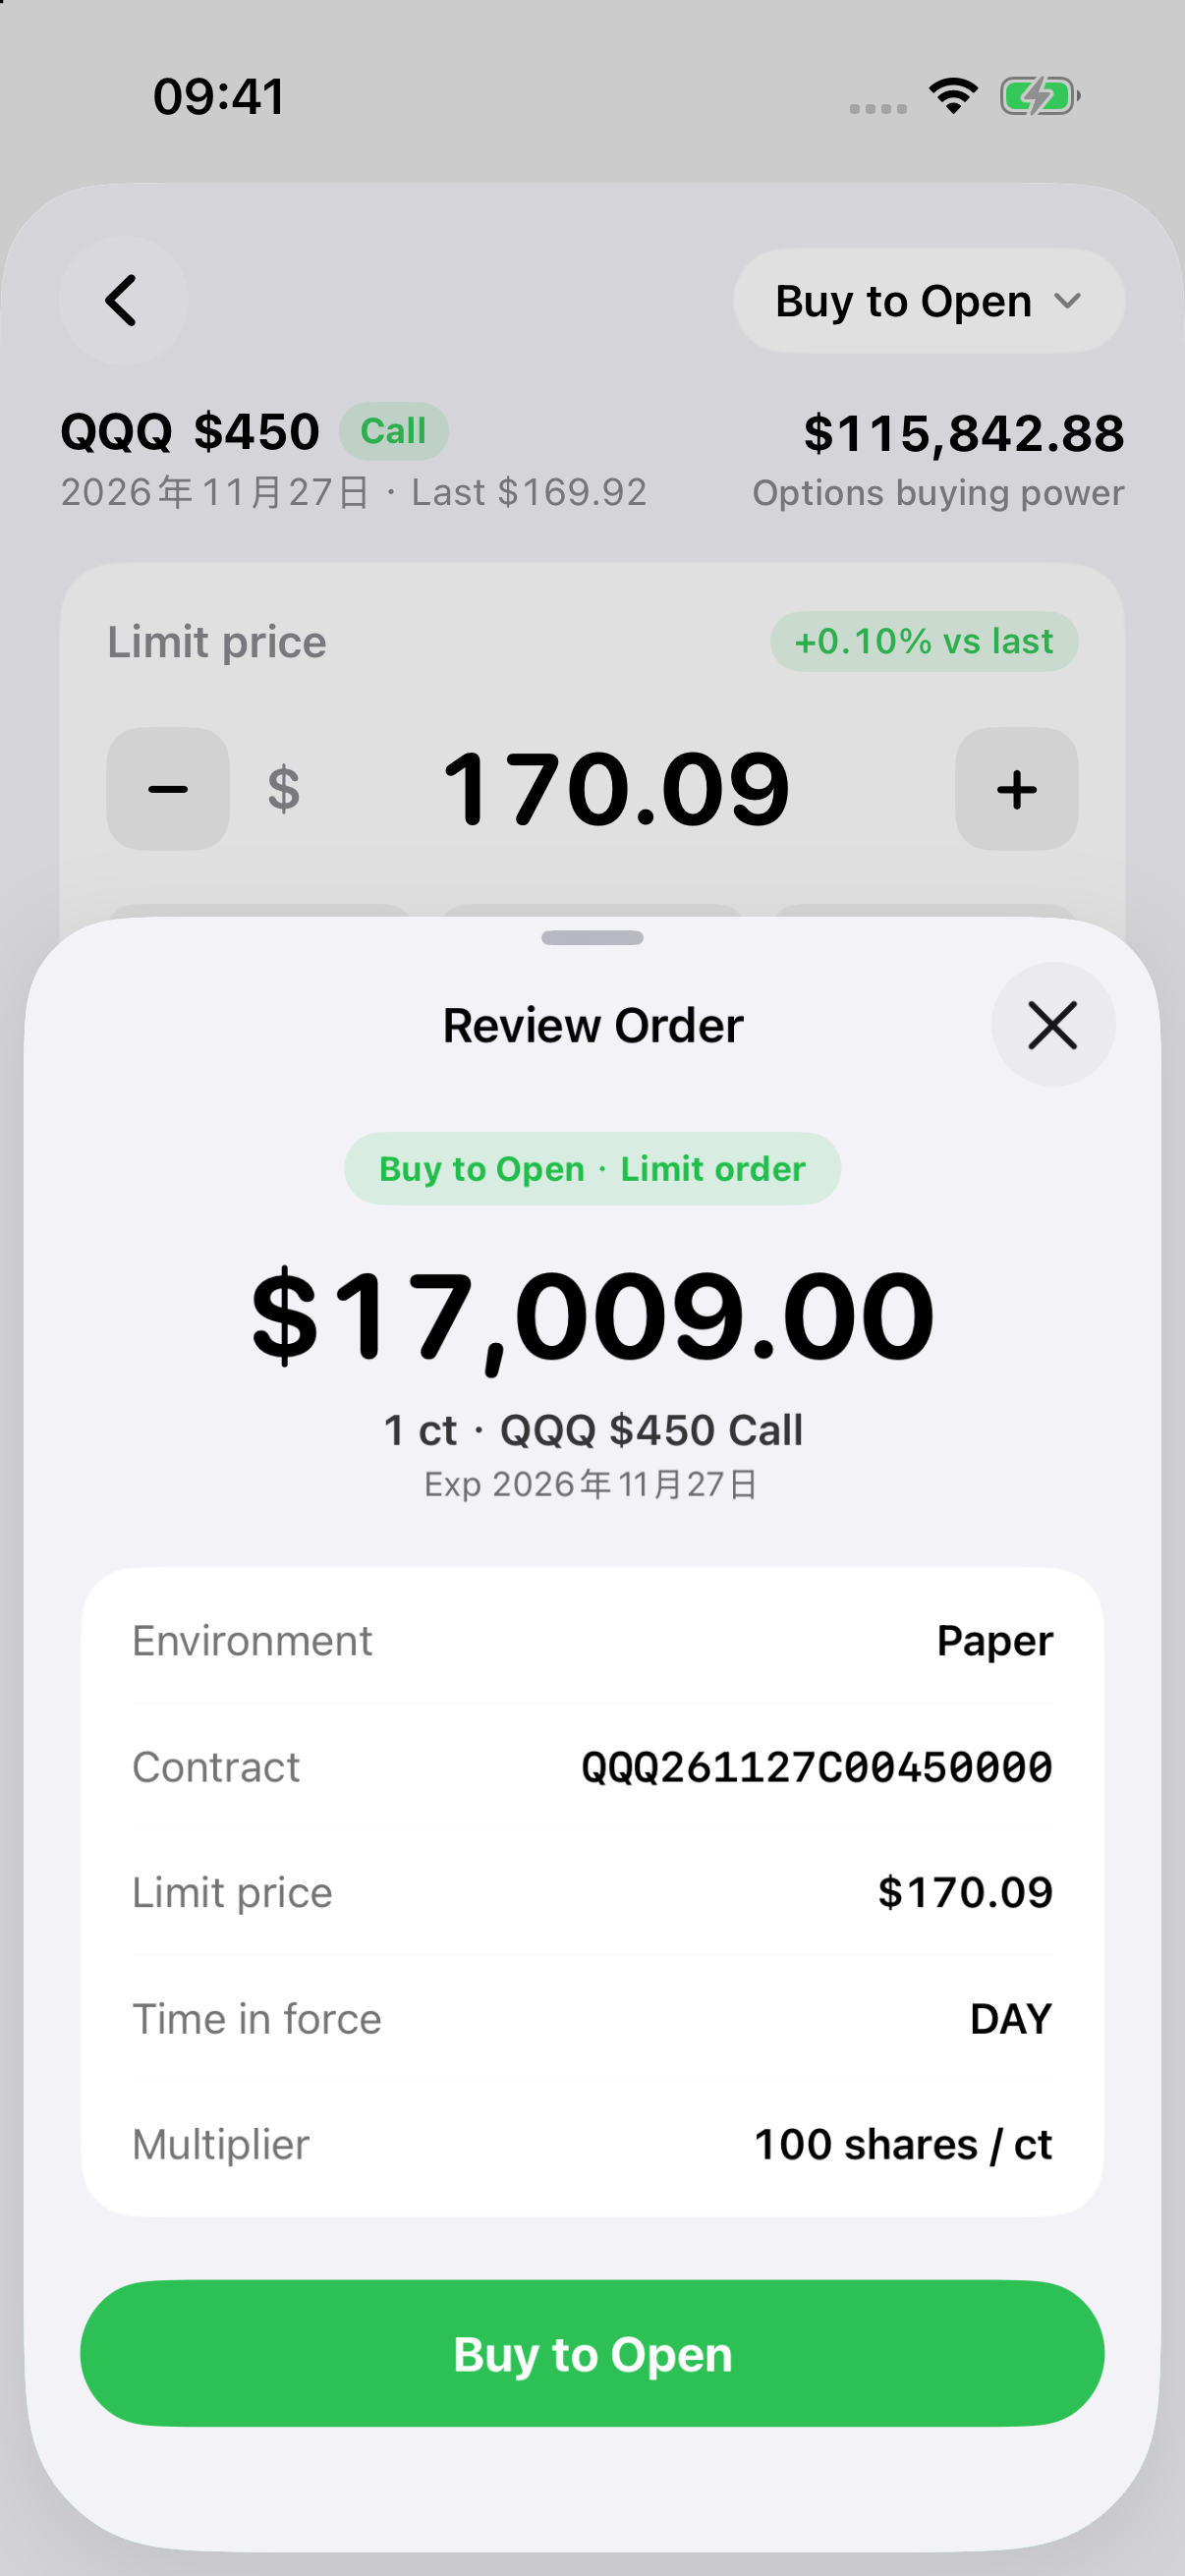 09:41
Buy to Open
QQQ $450 Call
$115,842.88
2026年11月27日 · Last $169.92
Options buying power
Limit price
+0.10% vs last
− $ 170.09 +
Review Order
Buy to Open · Limit order
$17,009.00
1 ct · QQQ $450 Call
Exp 2026年11月27日
Environment Paper
Contract QQQ261127C00450000
Limit price $170.09
Time in force DAY
Multiplier 100 shares / ct
Buy to Open